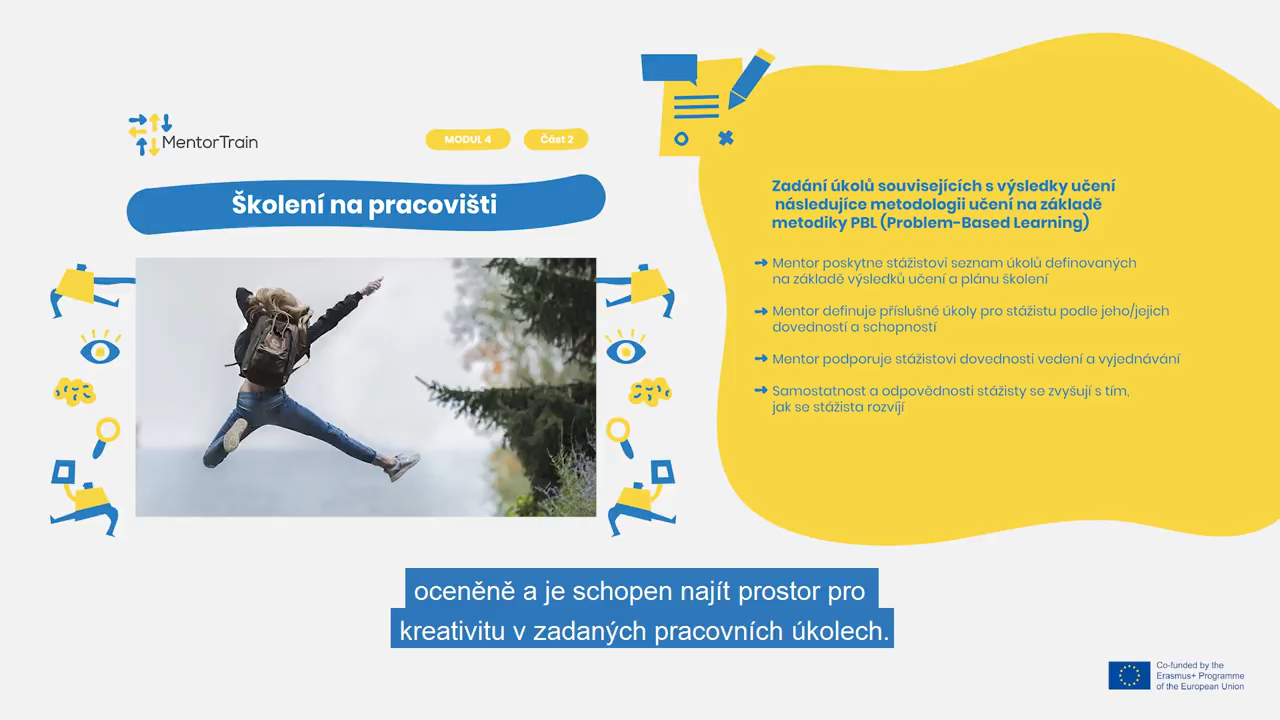 MentorTrain
MODUL 4
Část 2
Školení na pracovišti
Zadání úkolů souvisejících s výsledky učení
následujíce metodologii učení na základě
metodiky PBL (Problem-Based Learning)
Mentor poskytne stážistovi seznam úkolů definovaných
na základě výsledků učení a plánu školení
Mentor definuje příslušné úkoly pro stážistu podle jeho/jejich
dovedností a schopností
Mentor podporuje stážistovi dovednosti vedení a vyjednávání
Samostatnost a odpovědnosti stážisty se zvyšují s tím,
jak se stážista rozvíjí
oceněně a je schopen najít prostor pro
kreativitu v zadaných pracovních úkolech.
Co-funded by the
Erasmus+ Programme
of the European Union